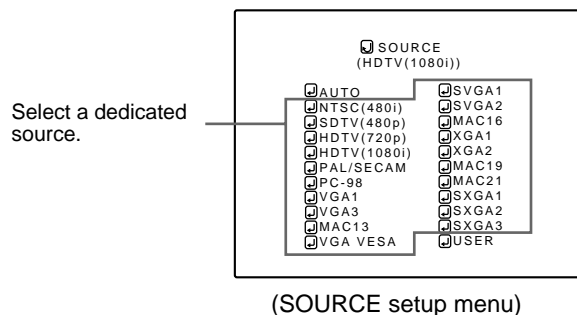 SOURCE
(HDTV(1080i))
Select a dedicated
source.
AUTO
NTSC(480i)
SDTV(480p)
HDTV(720p)
HDTV(1080i)
PAL/SECAM
PC-98
VGA1
VGA3
MAC13
VGA VESA
SVGA1
SVGA2
MAC16
XGA1
XGA2
MAC19
MAC21
SXGA1
SXGA2
SXGA3
USER
(SOURCE setup menu)